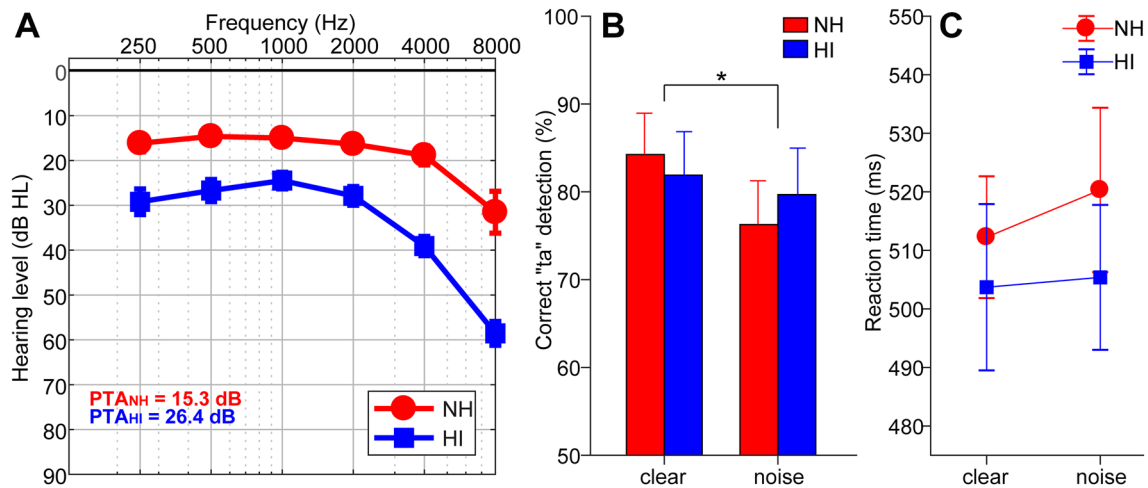 A
Frequency (Hz)
250 500 1000 2000 4000 8000
Hearing level (dB HL)
0
10
20
30
40
50
60
70
80
90
PTANH = 15.3 dB
PTAHI = 26.4 dB
NH
HI
B
NH
HI
*
Correct "ta" detection (%)
100
90
80
70
60
50
clear noise
C
NH
HI
Reaction time (ms)
550
540
530
520
510
500
490
480
clear noise